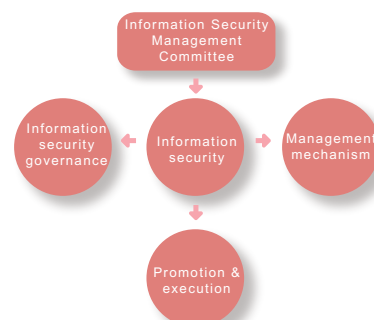 Information Security
Management
Committee
Information
security
governance
Information
security
Management
mechanism
Promotion &
execution